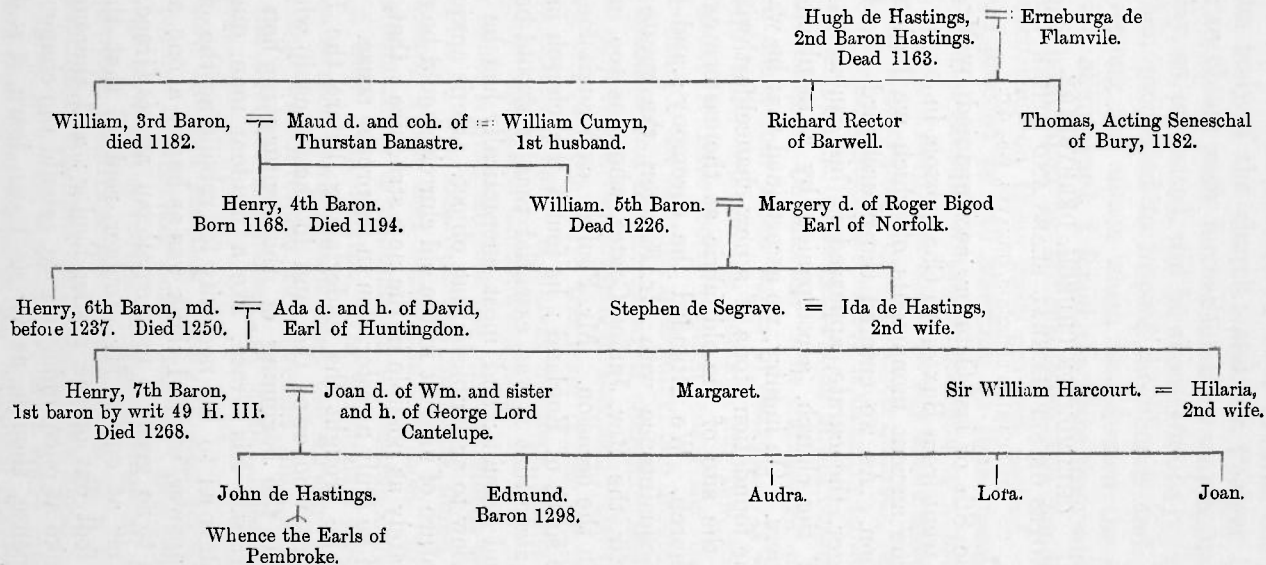 Hugh de Hastings, = Erneburga de
2nd Baron Hastings. Flamvile.
Dead 1163.
William, 3rd Baron, = Maud d. and coh. of = William Cumyn, Richard Rector Thomas, Acting Seneschal
died 1182. Thurstan Banastre. 1st husband. of Barwell. of Bury, 1182.
Henry, 4th Baron. William. 5th Baron. = Margery d. of Roger Bigod
Born 1168. Died 1194. Dead 1226. Earl of Norfolk.
Henry, 6th Baron, md. = Ada d. and h. of David, Stephen de Segrave. = Ida de Hastings,
before 1237. Died 1250. Earl of Huntingdon. 2nd wife.
Henry, 7th Baron, = Joan d. of Wm. and sister Margaret. Sir William Harcourt. = Hilaria,
1st baron by writ 49 H. III. and h. of George Lord 2nd wife.
Died 1268. Cantelupe.
John de Hastings. Edmund. Audra. Lora. Joan.
Baron 1298.
Whence the Earls of
Pembroke.